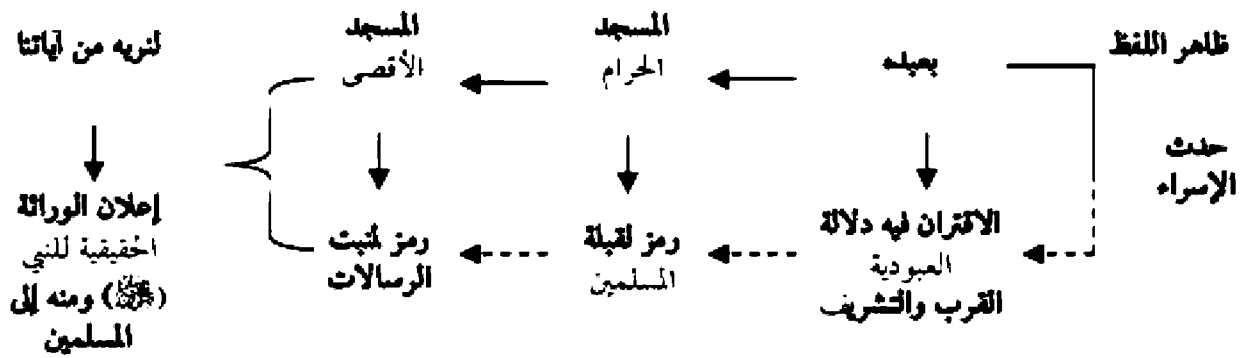 ظاهر اللفظ
بعبده
المسجد
الحرام
المسجد
الأقصى
لنريه من آياتنا
حدث
الإسراء
الاقتران فيه دلالة
العبودية
القرب والتشريف
رمز لقبلة
المسلمين
رمز لمنبت
الرسالات
إعلان الوراثة
الحقيقية للنبي
(ﷺ) ومنه إلى
المسلمين